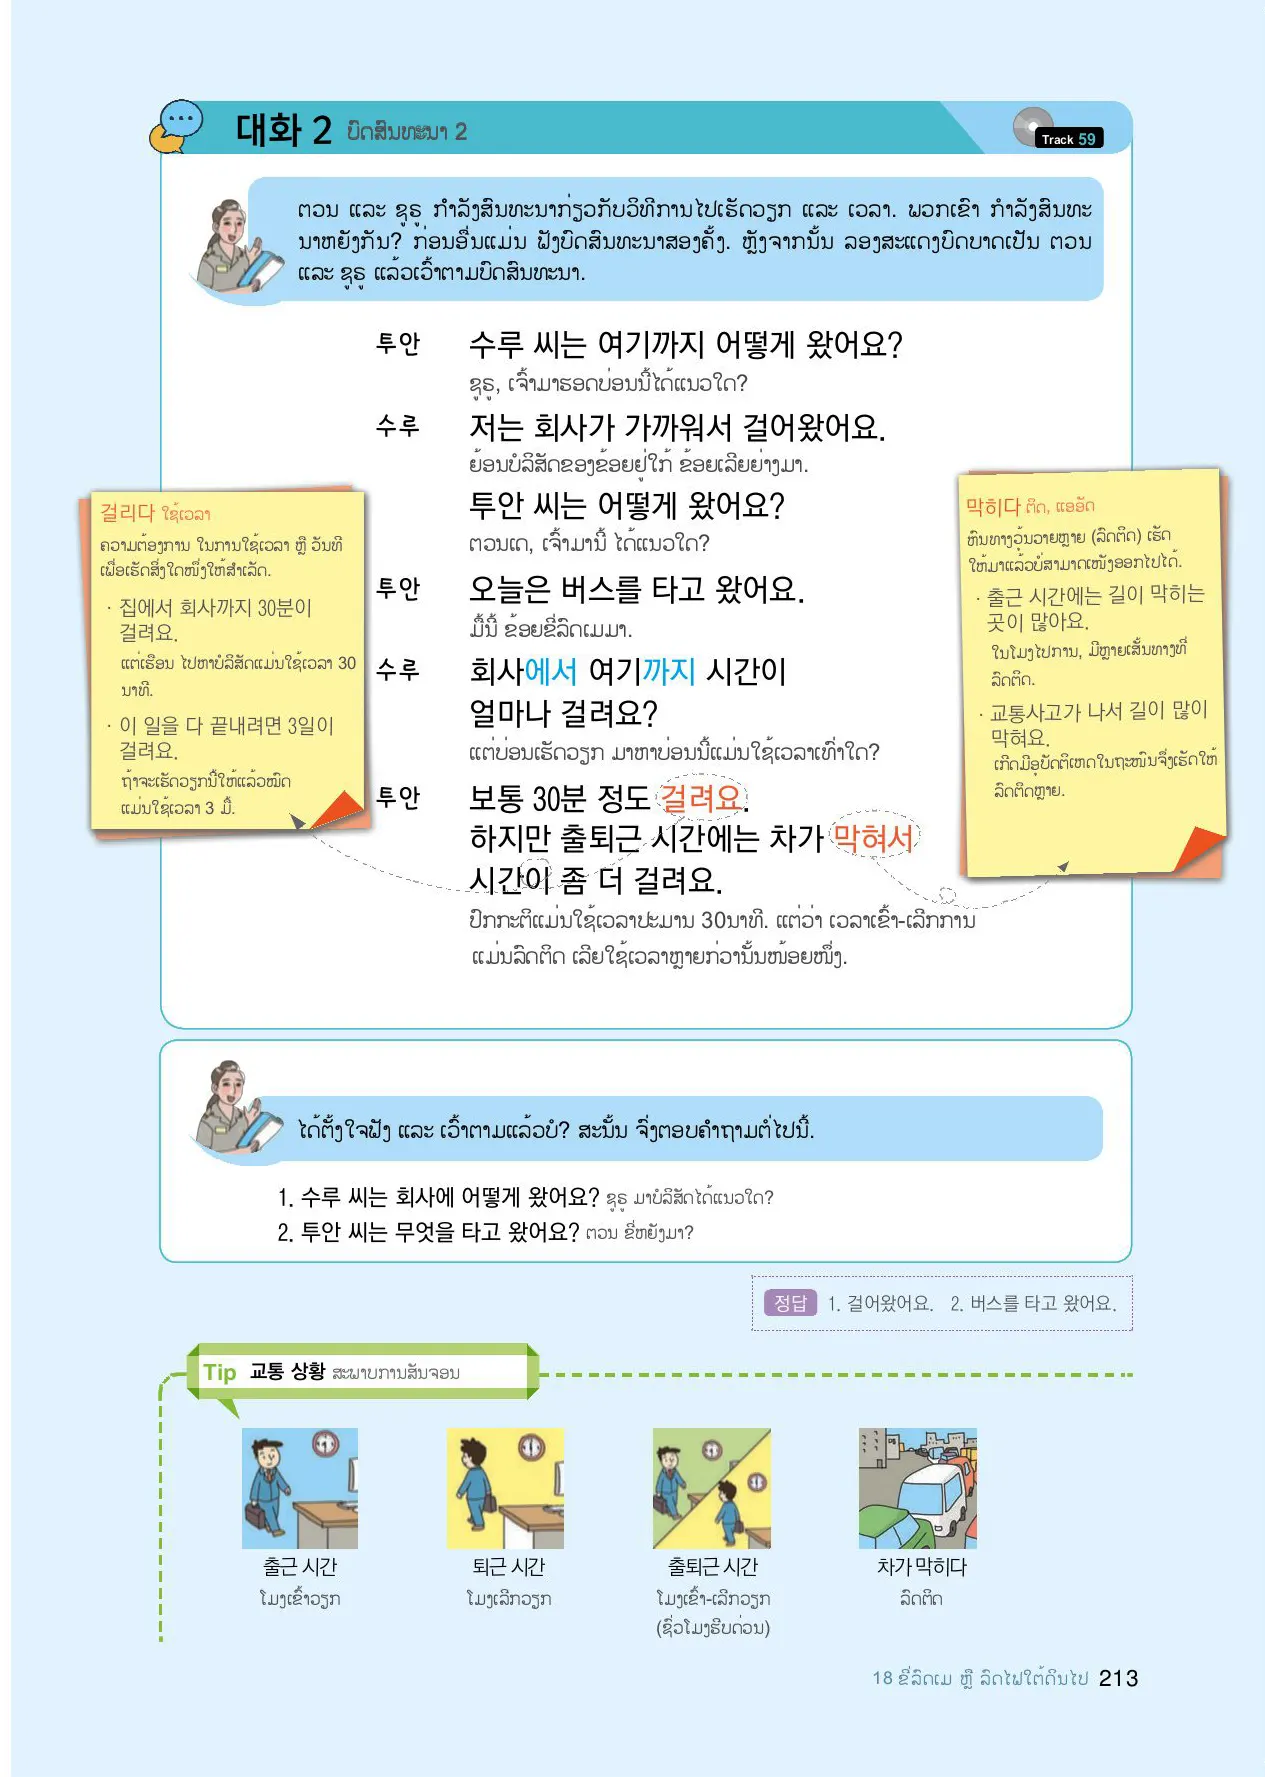 대화 2 ບົດສົນທະນາ 2
Track 59
ຕວນ ແລະ ຊູຣູ ກຳລັງສົນທະນາກ່ຽວກັບວິທີການໄປເຮັດວຽກ ແລະ ເວລາ. ພວກເຂົາ ກຳລັງສົນທະ
ນາຫຍັງກັນ? ກ່ອນອື່ນແມ່ນ ຟັງບົດສົນທະນາສອງຄັ້ງ. ຫຼັງຈາກນັ້ນ ລອງສະແດງບົດບາດເປັນ ຕວນ
ແລະ ຊູຣູ ແລ້ວເວົ້າຕາມບົດສົນທະນາ.
투안 수루 씨는 여기까지 어떻게 왔어요?
ຊູຣູ, ເຈົ້າມາຮອດບ່ອນນີ້ໄດ້ແນວໃດ?
수루 저는 회사가 가까워서 걸어왔어요.
ຍ້ອນບໍລິສັດຂອງຂ້ອຍຢູ່ໃກ້ ຂ້ອຍເລີຍຍ່າງມາ.
투안 씨는 어떻게 왔어요?
ຕວນເດ, ເຈົ້າມານີ້ ໄດ້ແນວໃດ?
투안 오늘은 버스를 타고 왔어요.
ມື້ນີ້ ຂ້ອຍຂີ່ລົດເມມາ.
수루 회사에서 여기까지 시간이
얼마나 걸려요?
ແຕ່ບ່ອນເຮັດວຽກ ມາຫາບ່ອນນີ້ແມ່ນໃຊ້ເວລາເທົ່າໃດ?
투안 보통 30분 정도 걸려요.
하지만 출퇴근 시간에는 차가 막혀서
시간이 좀 더 걸려요.
ປົກກະຕິແມ່ນໃຊ້ເວລາປະມານ 30ນາທີ. ແຕ່ວ່າ ເວລາເຂົ້າ-ເລີກການ
ແມ່ນລົດຕິດ ເລີຍໃຊ້ເວລາຫຼາຍກ່ວານັ້ນໜ້ອຍໜຶ່ງ.
걸리다 ໃຊ້ເວລາ
ຄວາມຕ້ອງການ ໃນການໃຊ້ເວລາ ຫຼື ວັນທີ
ເພື່ອເຮັດສິ່ງໃດໜຶ່ງໃຫ້ສຳເລັດ.
· 집에서 회사까지 30분이
걸려요.
ແຕ່ເຮືອນ ໄປຫາບໍລິສັດແມ່ນໃຊ້ເວລາ 30
ນາທີ.
· 이 일을 다 끝내려면 3일이
걸려요.
ຖ້າຈະເຮັດວຽກນີ້ໃຫ້ແລ້ວໝົດ
ແມ່ນໃຊ້ເວລາ 3 ມື້.
막히다 ຕິດ, ແອອັດ
ຫົນທາງວຸ້ນວາຍຫຼາຍ (ລົດຕິດ) ເຮັດ
ໃຫ້ມາແລ້ວບໍ່ສາມາດເໜັງອອກໄປໄດ້.
· 출근 시간에는 길이 막히는
곳이 많아요.
ໃນໂມງໄປການ, ມີຫຼາຍເສັ້ນທາງທີ່
ລົດຕິດ.
· 교통사고가 나서 길이 많이
막혀요.
ເກີດມີອຸບັດຕິເຫດໃນຖະໜົນຈຶ່ງເຮັດໃຫ້
ລົດຕິດຫຼາຍ.
ໄດ້ຕັ້ງໃຈຟັງ ແລະ ເວົ້າຕາມແລ້ວບໍ? ສະນັ້ນ ຈົ່ງຕອບຄຳຖາມຕໍ່ໄປນີ້.
1. 수루 씨는 회사에 어떻게 왔어요? ຊູຣູ ມາບໍລິສັດໄດ້ແນວໃດ?
2. 투안 씨는 무엇을 타고 왔어요? ຕວນ ຂີ່ຫຍັງມາ?
정답 1. 걸어왔어요. 2. 버스를 타고 왔어요.
Tip 교통 상황 ສະພາບການສັນຈອນ
출근 시간 퇴근 시간 출퇴근 시간 차가 막히다
ໂມງເຂົ້າວຽກ ໂມງເລີກວຽກ ໂມງເຂົ້າ-ເລີກວຽກ ລົດຕິດ
(ຊົ່ວໂມງຮີບດ່ວນ)
18 ຂີ່ລົດເມ ຫຼື ລົດໄຟໃຕ້ດິນໄປ 213